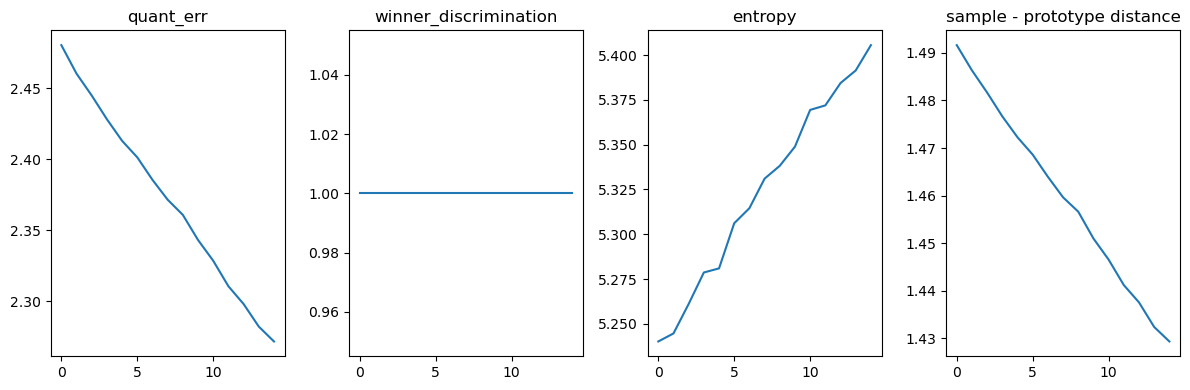 quant_err
2.45
2.40
2.35
2.30
0 5 10
winner_discrimination
1.04
1.02
1.00
0.98
0.96
0 5 10
entropy
5.400
5.375
5.350
5.325
5.300
5.275
5.250
0 5 10
sample - prototype distance
1.49
1.48
1.47
1.46
1.45
1.44
1.43
0 5 10